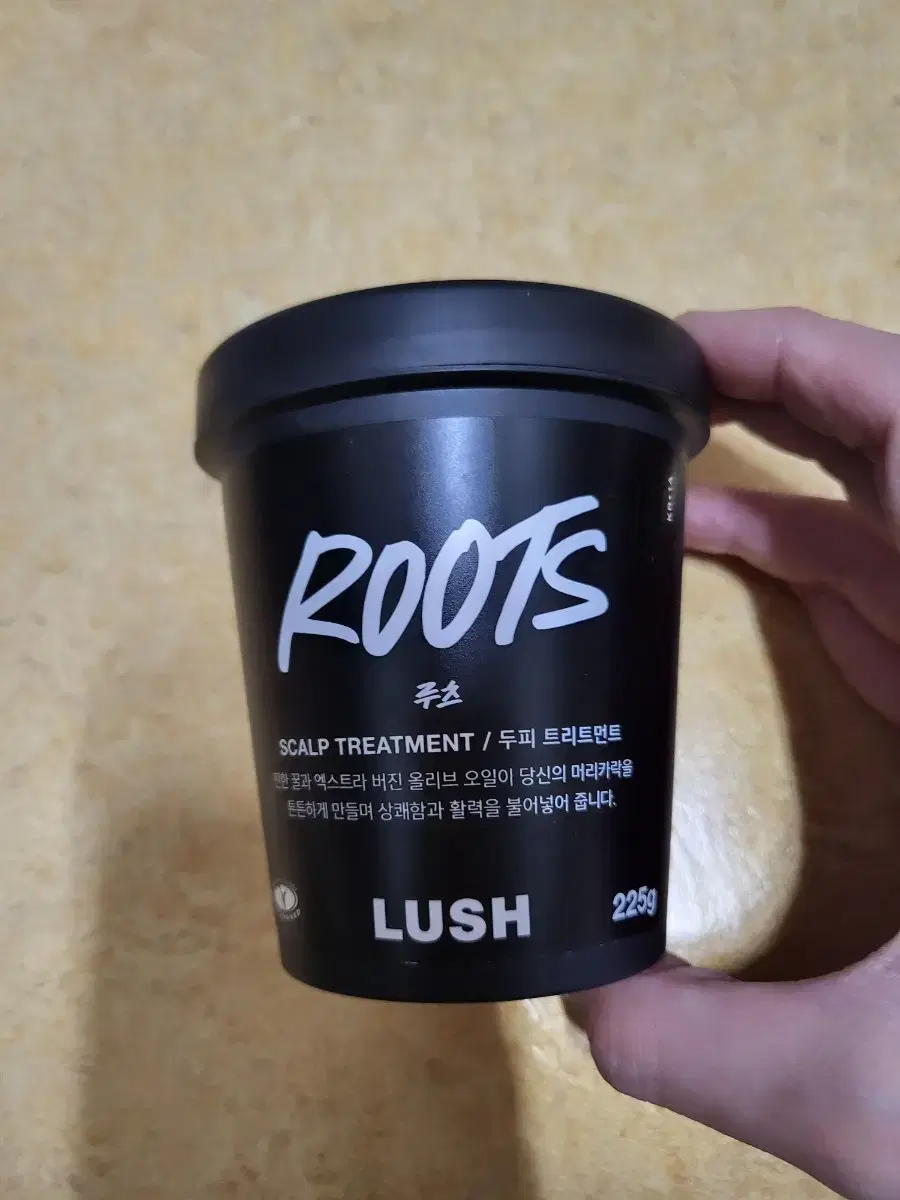 ROOTS
루츠
SCALP TREATMENT / 두피 트리트먼트
꿀과 엑스트라 버진 올리브 오일이 당신의 머리카락을
튼튼하게 만들며 상쾌함과 활력을 불어넣어 줍니다.
LUSH
225g